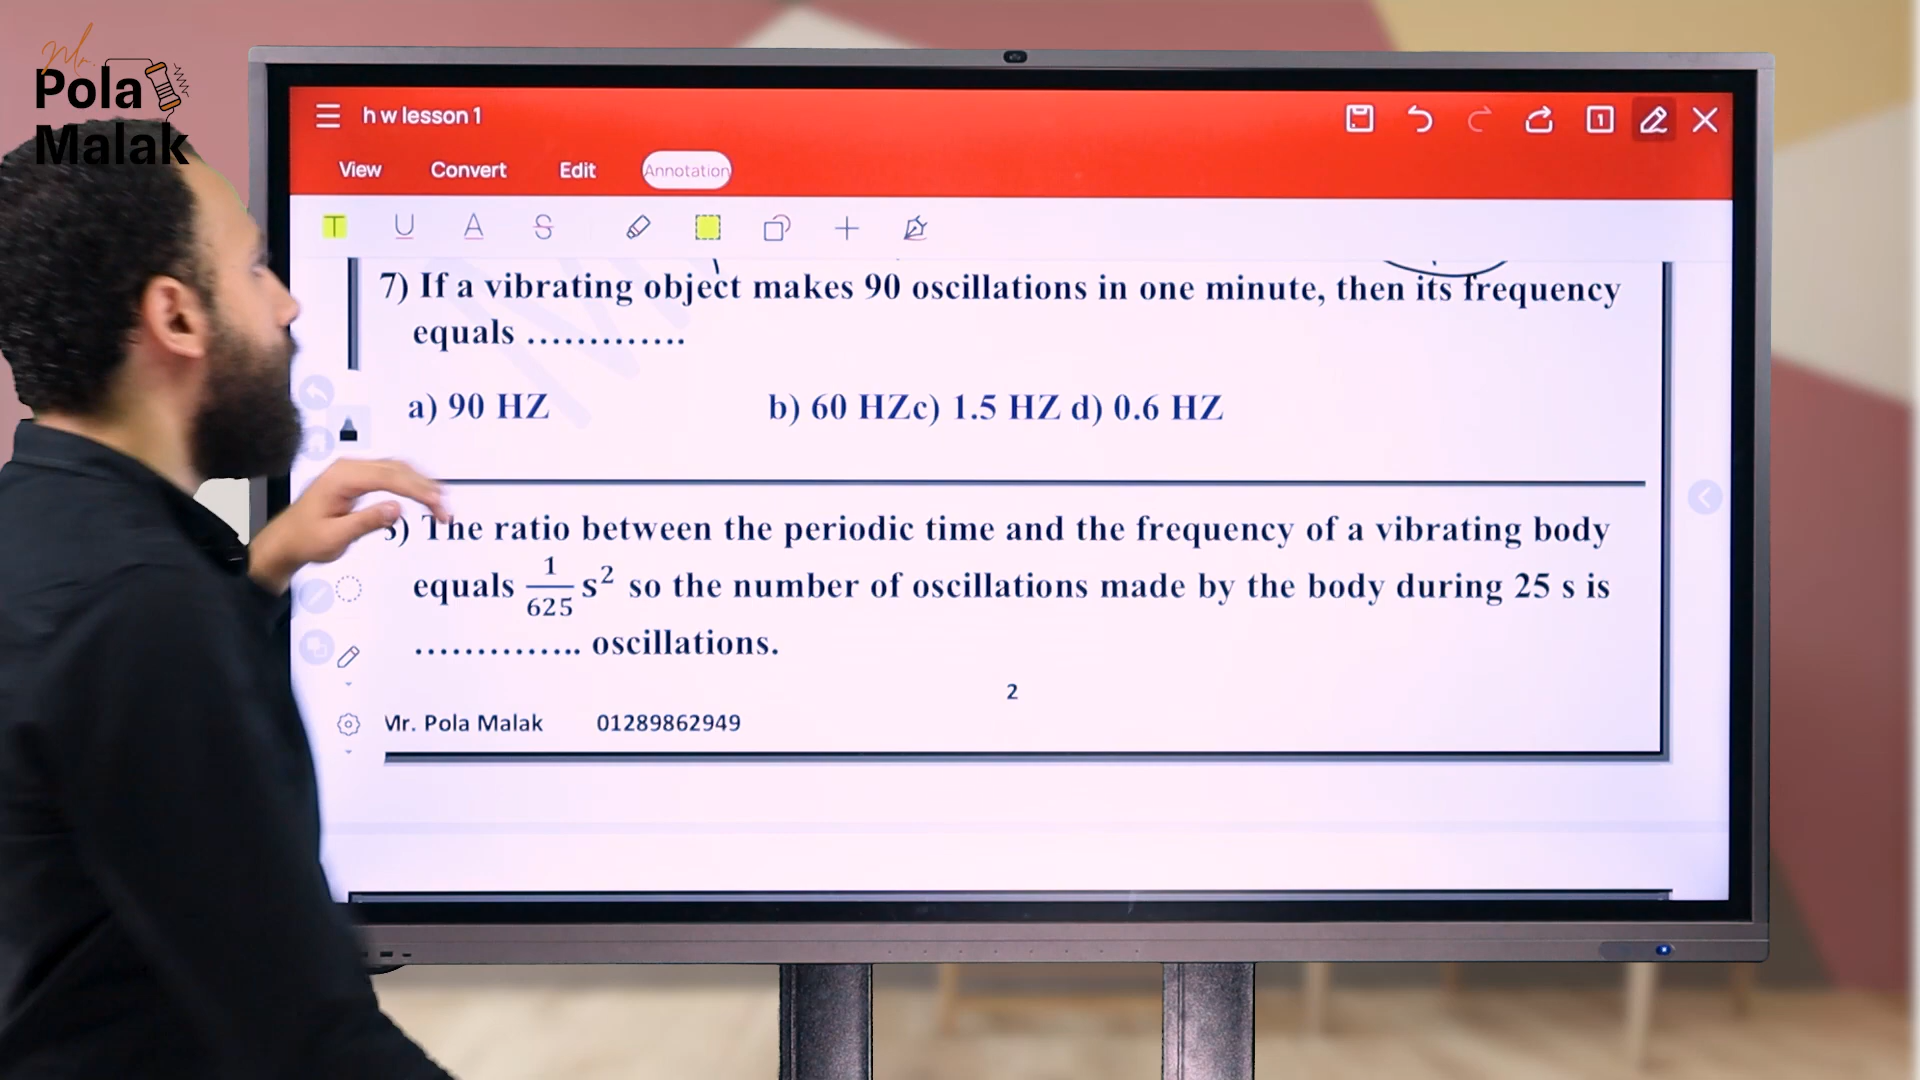 Mr.
Pola
Malak
h w lesson 1
1
View Convert Edit Annotation
T U A S
7) If a vibrating object makes 90 oscillations in one minute, then its frequency
equals .............
a) 90 HZ b) 60 HZc) 1.5 HZ d) 0.6 HZ
) The ratio between the periodic time and the frequency of a vibrating body
equals 1/625 s² so the number of oscillations made by the body during 25 s is
.............. oscillations.
2
Mr. Pola Malak 01289862949